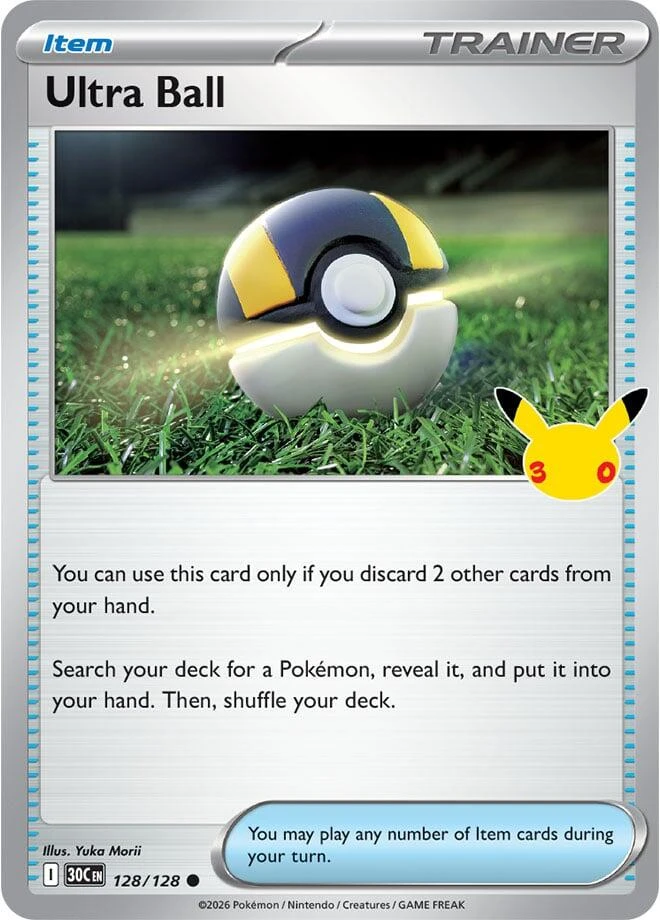 Item
TRAINER
Ultra Ball
3 0
You can use this card only if you discard 2 other cards from
your hand.
Search your deck for a Pokémon, reveal it, and put it into
your hand. Then, shuffle your deck.
You may play any number of Item cards during
your turn.
Illus. Yuka Morii
I 30C EN 128/128 ●
©2026 Pokémon / Nintendo / Creatures / GAME FREAK